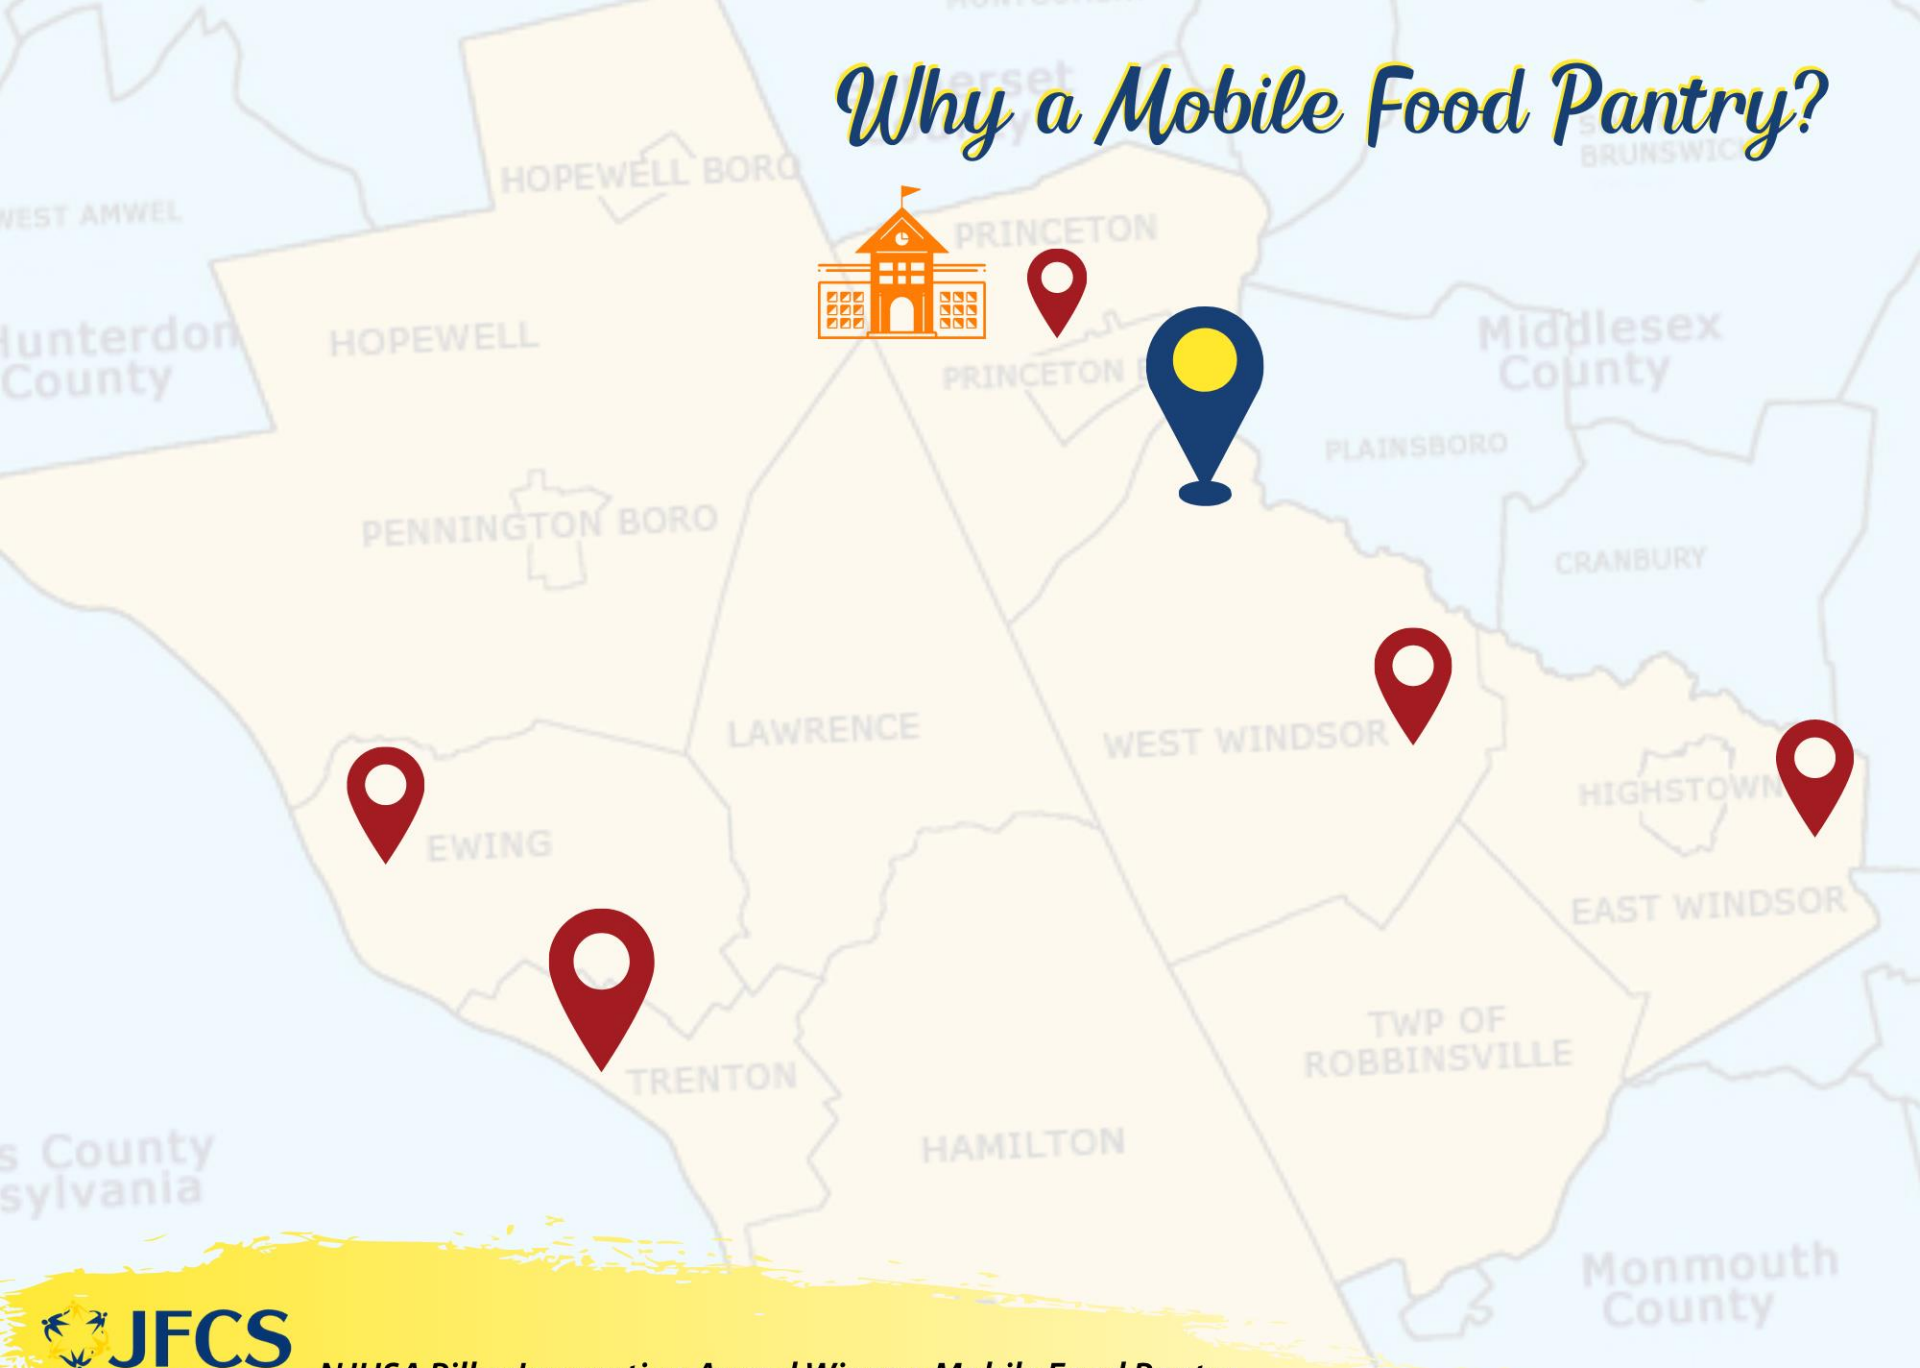 Why a Mobile Food Pantry?
HOPEWELL BORO
BRUNSWICK
WEST AMWEL
PRINCETON
Hunterdon
County
HOPEWELL
Middlesex
County
PRINCETON
PLAINSBORO
PENNINGTON BORO
CRANBURY
LAWRENCE
WEST WINDSOR
HIGHSTOWN
EWING
EAST WINDSOR
TWP OF
ROBBINSVILLE
TRENTON
HAMILTON
County
Monmouth
County
JFCS